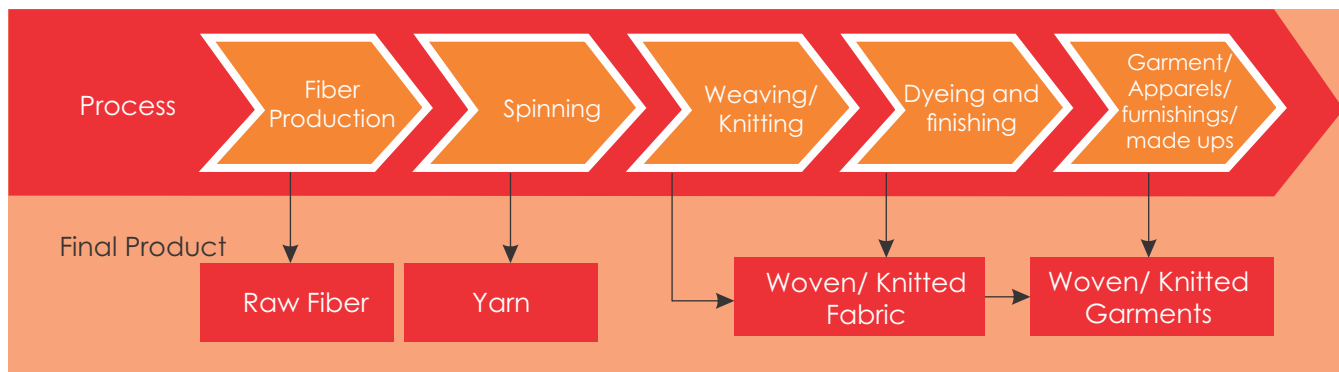 Process
Fiber
Production
Spinning
Weaving/
Knitting
Dyeing and
finishing
Garment/
Apparels/
furnishings/
made ups
Final Product
Raw Fiber
Yarn
Woven/ Knitted
Fabric
Woven/ Knitted
Garments